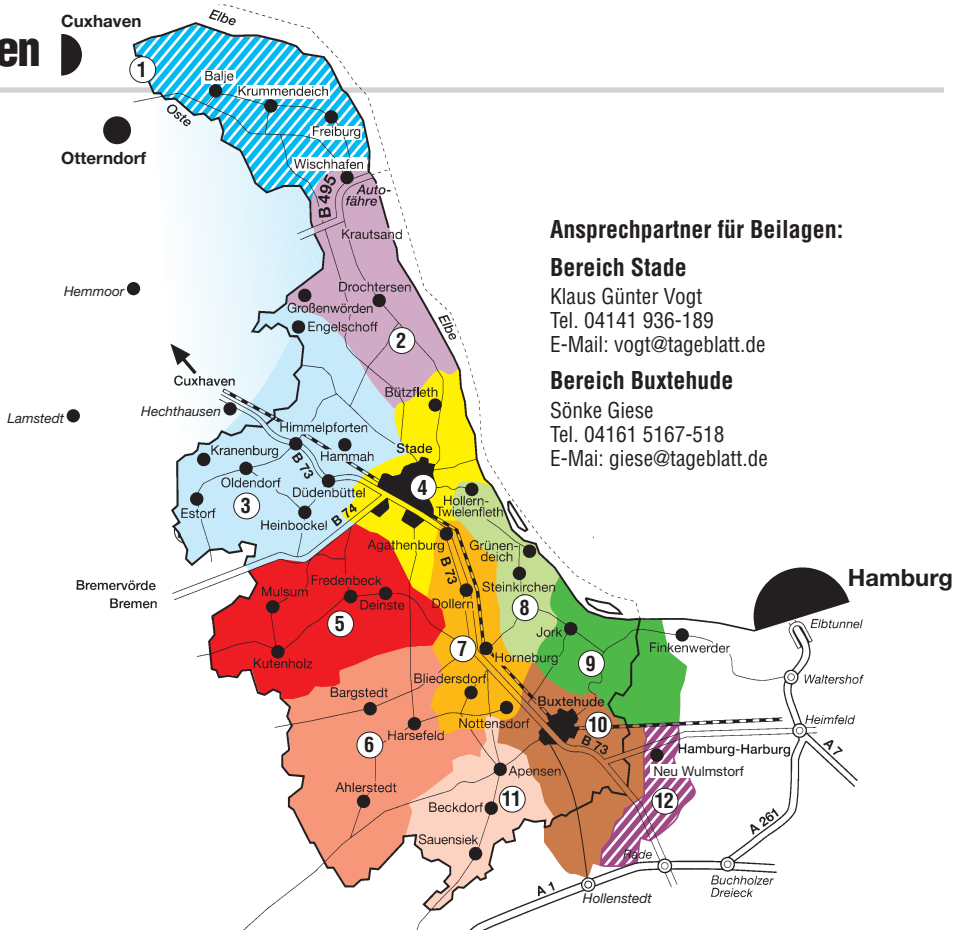 en
Cuxhaven
Elbe
1
Balje
Krummendeich
Oste
Freiburg
Otterndorf
Wischhafen
B 495
Auto-
fähre
Krautsand
Hemmoor
Drochtersen
Großenwörden
Engelschoff
Elbe
2
Cuxhaven
Hechthausen
Bützfleth
Lamstedt
Himmelpforten
Kranenburg
Hammah
Stade
B 73
Oldendorf
Düdenbüttel
4
Estorf
3
Heinbockel
B 74
Hollern-
Twielenfleth
Agathenburg
Grünen-
deich
B 73
Steinkirchen
Bremervörde
Bremen
Fredenbeck
Mulsum
Deinste
5
Dollern
8
Jork
Kutenholz
7
Horneburg
9
Finkenwerder
Hamburg
Elbtunnel
Waltershof
Bargstedt
Bliedersdorf
Buxtehude
10
Nottensdorf
Harsefeld
6
B 73
Heimfeld
Hamburg-Harburg
A 7
Neu Wulmstorf
Apensen
11
12
Ahlerstedt
Beckdorf
Sauensiek
A 261
Rade
A 1
Hollenstedt
Buchholzer
Dreieck
Ansprechpartner für Beilagen:
Bereich Stade
Klaus Günter Vogt
Tel. 04141 936-189
E-Mail: vogt@tageblatt.de
Bereich Buxtehude
Sönke Giese
Tel. 04161 5167-518
E-Mai: giese@tageblatt.de